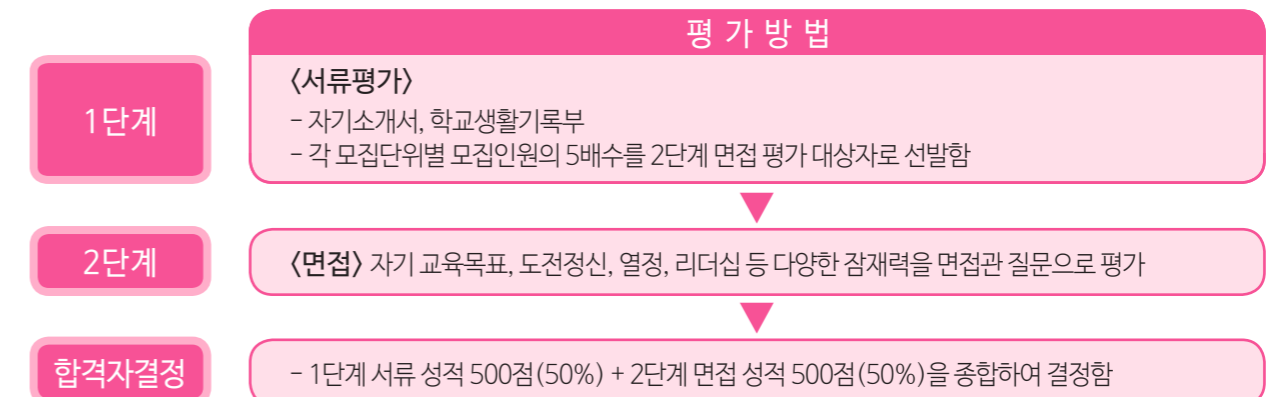 평 가 방 법
1단계
〈서류평가〉
- 자기소개서, 학교생활기록부
- 각 모집단위별 모집인원의 5배수를 2단계 면접 평가 대상자로 선발함
2단계
〈면접〉 자기 교육목표, 도전정신, 열정, 리더십 등 다양한 잠재력을 면접관 질문으로 평가
합격자결정
- 1단계 서류 성적 500점(50%) + 2단계 면접 성적 500점(50%)을 종합하여 결정함